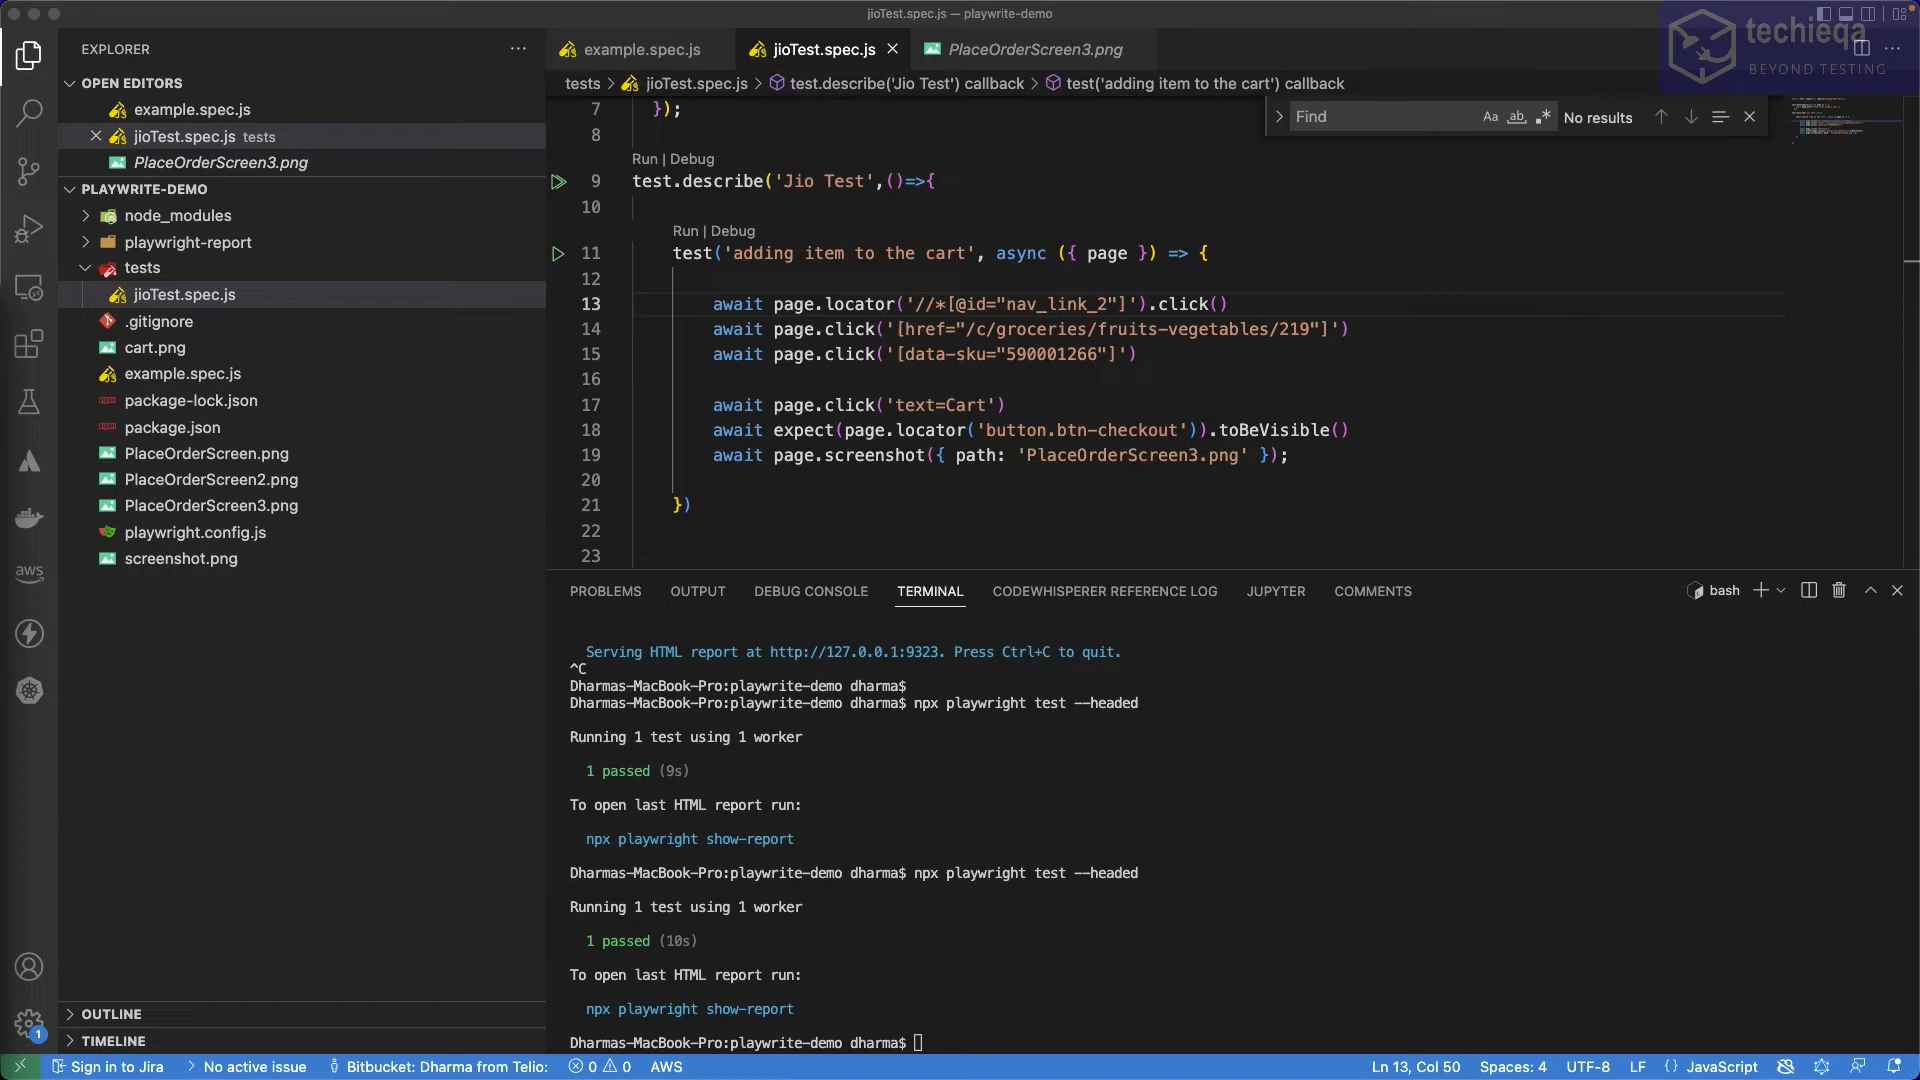 jioTest.spec.js — playwrite-demo
techieqa
BEYOND TESTING
EXPLORER
OPEN EDITORS
example.spec.js
jioTest.spec.js tests
PlaceOrderScreen3.png
PLAYWRITE-DEMO
node_modules
playwright-report
tests
jioTest.spec.js
.gitignore
cart.png
example.spec.js
package-lock.json
package.json
PlaceOrderScreen.png
PlaceOrderScreen2.png
PlaceOrderScreen3.png
playwright.config.js
screenshot.png
OUTLINE
TIMELINE
aws
1
example.spec.js jioTest.spec.js PlaceOrderScreen3.png
tests > jioTest.spec.js > test.describe('Jio Test') callback > test('adding item to the cart') callback
Find Aa ab No results
7 });
8
Run | Debug
9 test.describe('Jio Test',()=>{
10
Run | Debug
11 test('adding item to the cart', async ({ page }) => {
12
13 await page.locator('//*[@id="nav_link_2"]').click()
14 await page.click('[href="/c/groceries/fruits-vegetables/219"]')
15 await page.click('[data-sku="590001266"]')
16
17 await page.click('text=Cart')
18 await expect(page.locator('button.btn-checkout')).toBeVisible()
19 await page.screenshot({ path: 'PlaceOrderScreen3.png' });
20
21 })
22
23
PROBLEMS OUTPUT DEBUG CONSOLE TERMINAL CODEWHISPERER REFERENCE LOG JUPYTER COMMENTS bash
Serving HTML report at http://127.0.0.1:9323. Press Ctrl+C to quit.
^C
Dharmas-MacBook-Pro:playwrite-demo dharma$
Dharmas-MacBook-Pro:playwrite-demo dharma$ npx playwright test --headed
Running 1 test using 1 worker
1 passed (9s)
To open last HTML report run:
npx playwright show-report
Dharmas-MacBook-Pro:playwrite-demo dharma$ npx playwright test --headed
Running 1 test using 1 worker
1 passed (10s)
To open last HTML report run:
npx playwright show-report
Dharmas-MacBook-Pro:playwrite-demo dharma$
Sign in to Jira No active issue Bitbucket: Dharma from Telio: 0 0 AWS Ln 13, Col 50 Spaces: 4 UTF-8 LF {} JavaScript